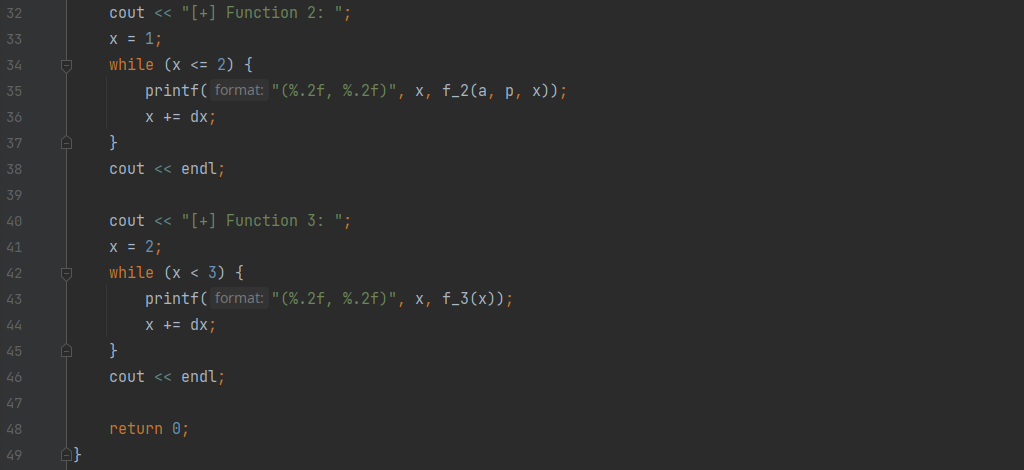 32 cout << "[+] Function 2: ";
33 x = 1;
34 while (x <= 2) {
35 printf( format: "(%.2f, %.2f)", x, f_2(a, p, x));
36 x += dx;
37 }
38 cout << endl;
39
40 cout << "[+] Function 3: ";
41 x = 2;
42 while (x < 3) {
43 printf( format: "(%.2f, %.2f)", x, f_3(x));
44 x += dx;
45 }
46 cout << endl;
47
48 return 0;
49 }